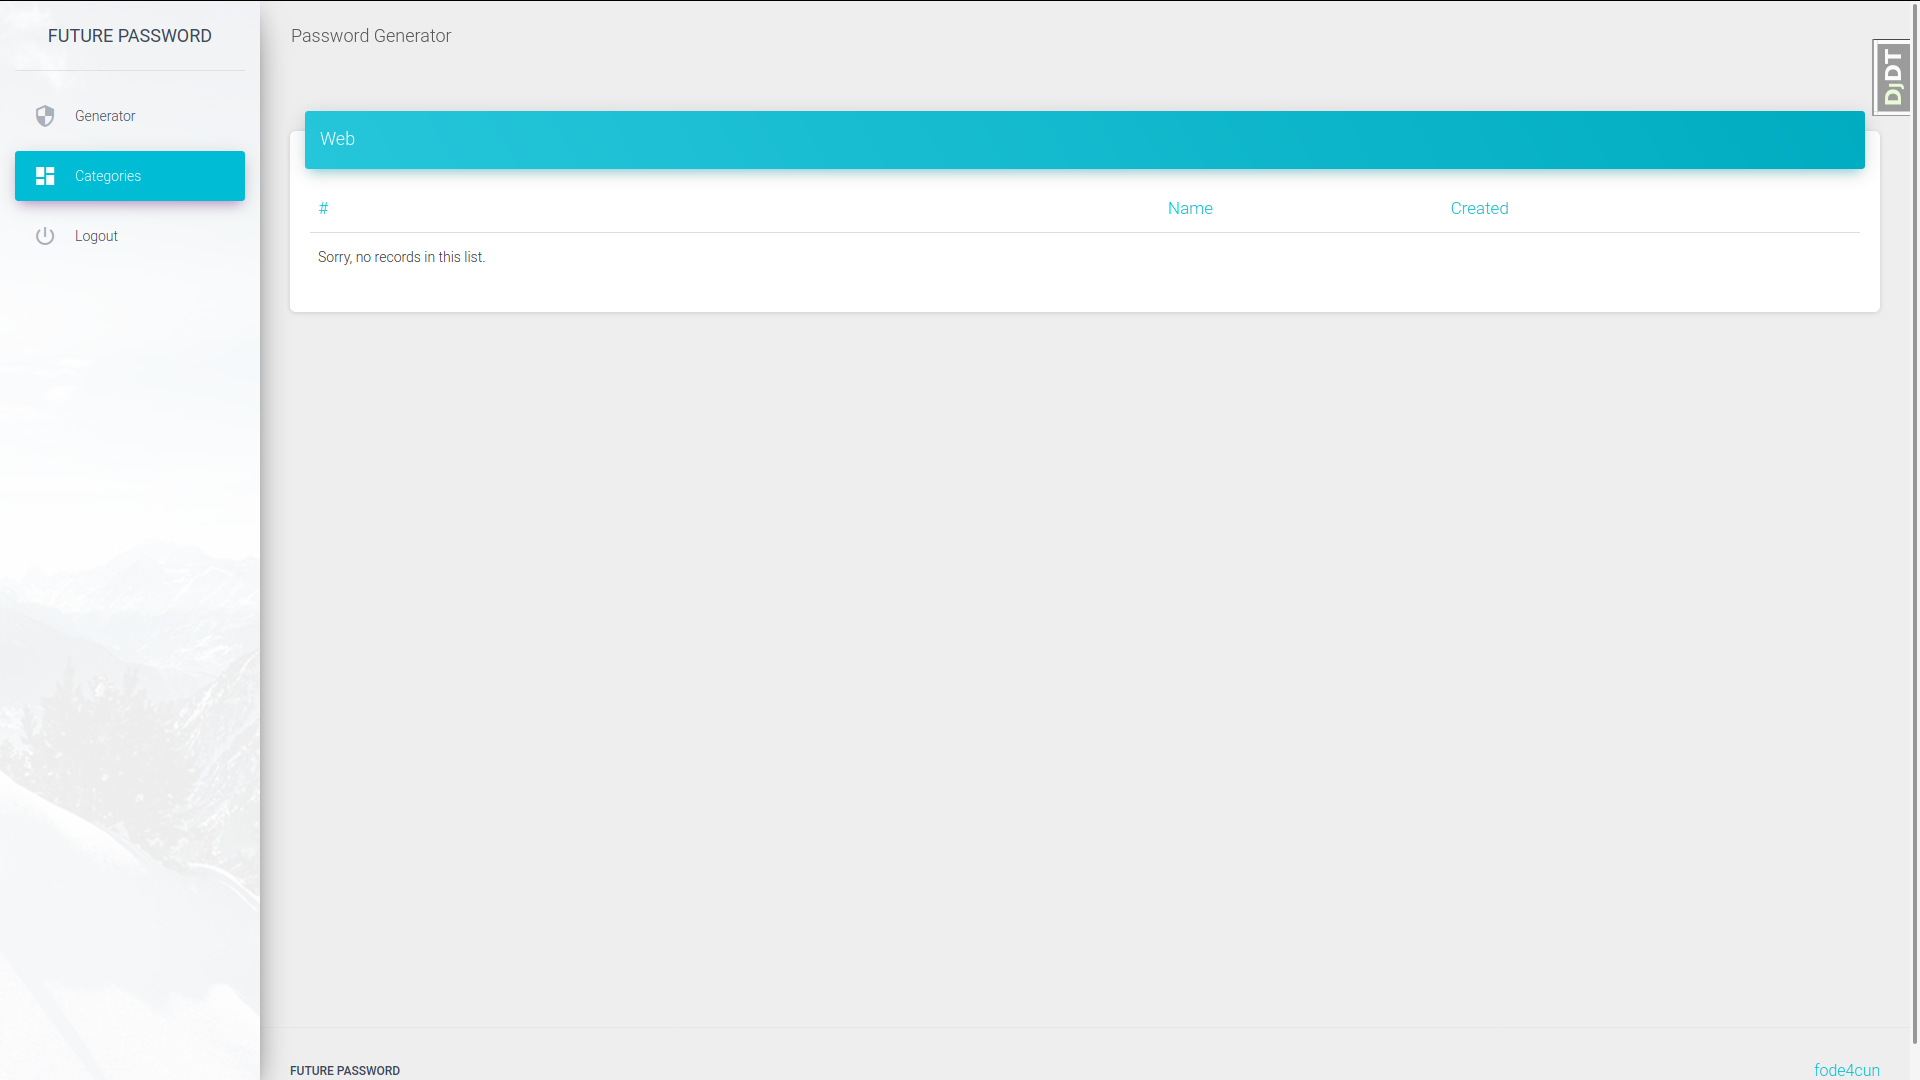 FUTURE PASSWORD
Password Generator
DjDT
Generator
Categories
Logout
Web
# Name Created
Sorry, no records in this list.
FUTURE PASSWORD
fode4cun